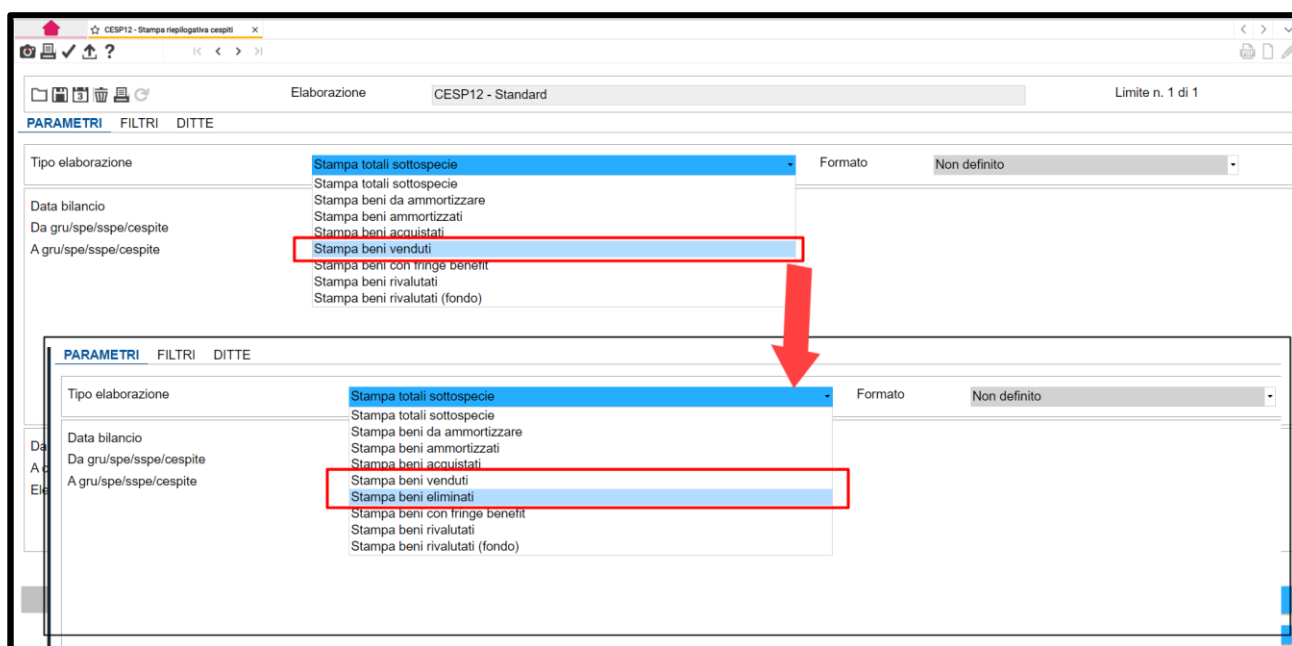 CESP12 - Stampa riepilogativa cespiti
Elaborazione CESP12 - Standard Limite n. 1 di 1
PARAMETRI FILTRI DITTE
Tipo elaborazione Stampa totali sottospecie Formato Non definito
Stampa totali sottospecie
Stampa beni da ammortizzare
Data bilancio
Stampa beni ammortizzati
Da gru/spe/sspe/cespite
Stampa beni acquistati
A gru/spe/sspe/cespite
Stampa beni venduti
Stampa beni con fringe benefit
Stampa beni rivalutati
Stampa beni rivalutati (fondo)
PARAMETRI FILTRI DITTE
Tipo elaborazione Stampa totali sottospecie Formato Non definito
Stampa totali sottospecie
Stampa beni da ammortizzare
Data bilancio
Stampa beni ammortizzati
Da gru/spe/sspe/cespite
Stampa beni acquistati
A gru/spe/sspe/cespite
Stampa beni venduti
Stampa beni eliminati
Stampa beni con fringe benefit
Stampa beni rivalutati
Stampa beni rivalutati (fondo)
Da
Ele